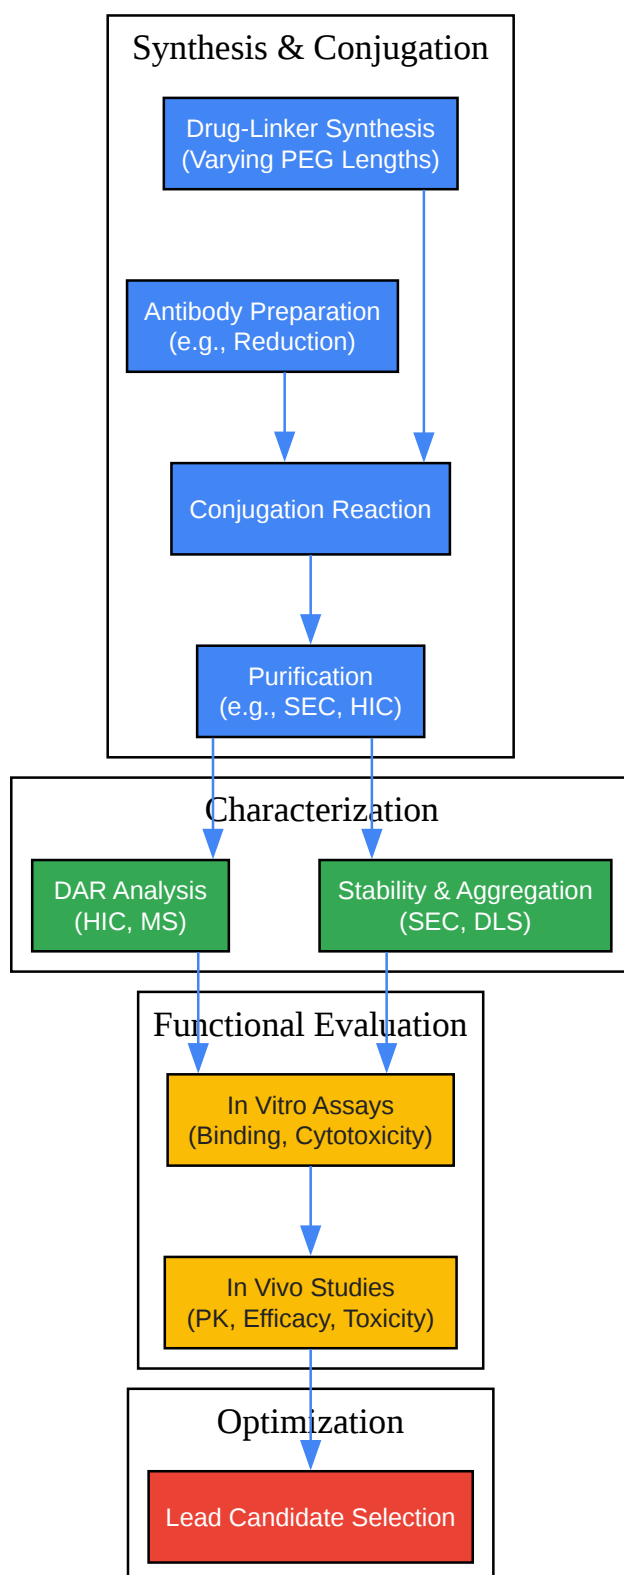 Synthesis & Conjugation
Drug-Linker Synthesis
(Varying PEG Lengths)
Antibody Preparation
(e.g., Reduction)
Conjugation Reaction
Purification
(e.g., SEC, HIC)
Characterization
DAR Analysis
(HIC, MS)
Stability & Aggregation
(SEC, DLS)
Functional Evaluation
In Vitro Assays
(Binding, Cytotoxicity)
In Vivo Studies
(PK, Efficacy, Toxicity)
Optimization
Lead Candidate Selection